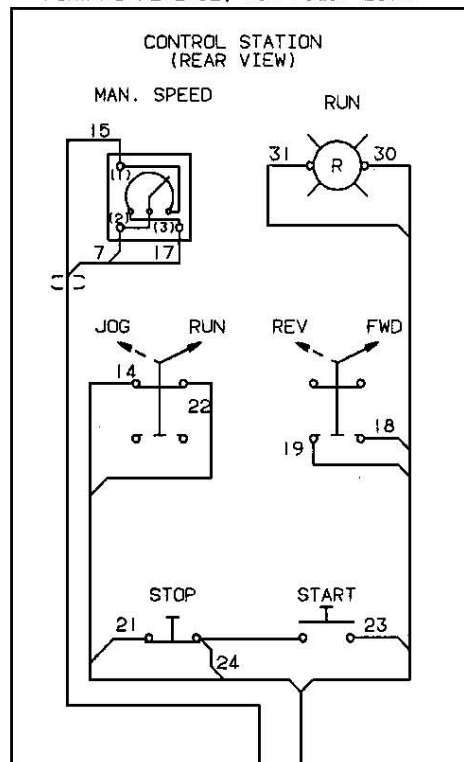 CONTROL STATION
(REAR VIEW)
MAN. SPEED
RUN
15
31
R
30
(1)
(2)
(3)
7
17
JOG
RUN
REV
FWD
14
22
18
19
STOP
START
21
23
24